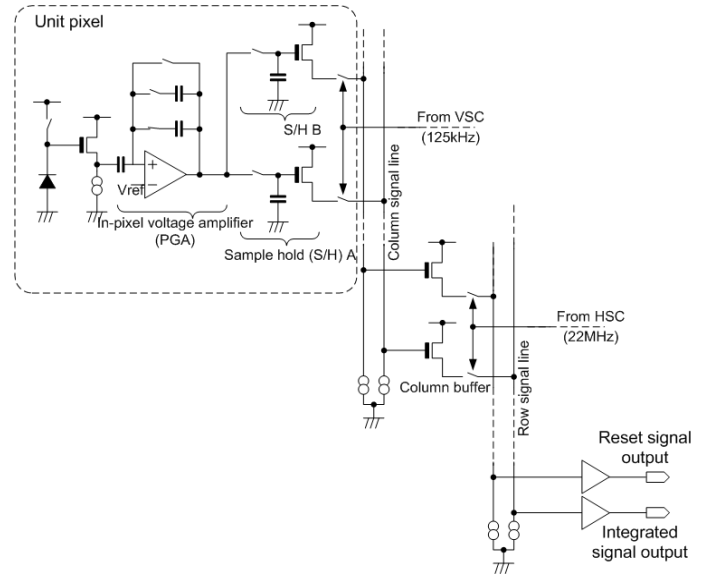 Unit pixel
S/H B
From VSC
(125kHz)
Vref
In-pixel voltage amplifier
(PGA)
Sample hold (S/H) A
Column signal line
From HSC
(22MHz)
Column buffer
Row signal line
Reset signal
output
Integrated
signal output